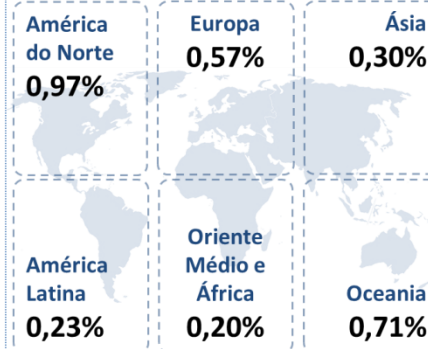 América
do Norte
0,97%
Europa
0,57%
Ásia
0,30%
América
Latina
0,23%
Oriente
Médio e
África
0,20%
Oceania
0,71%